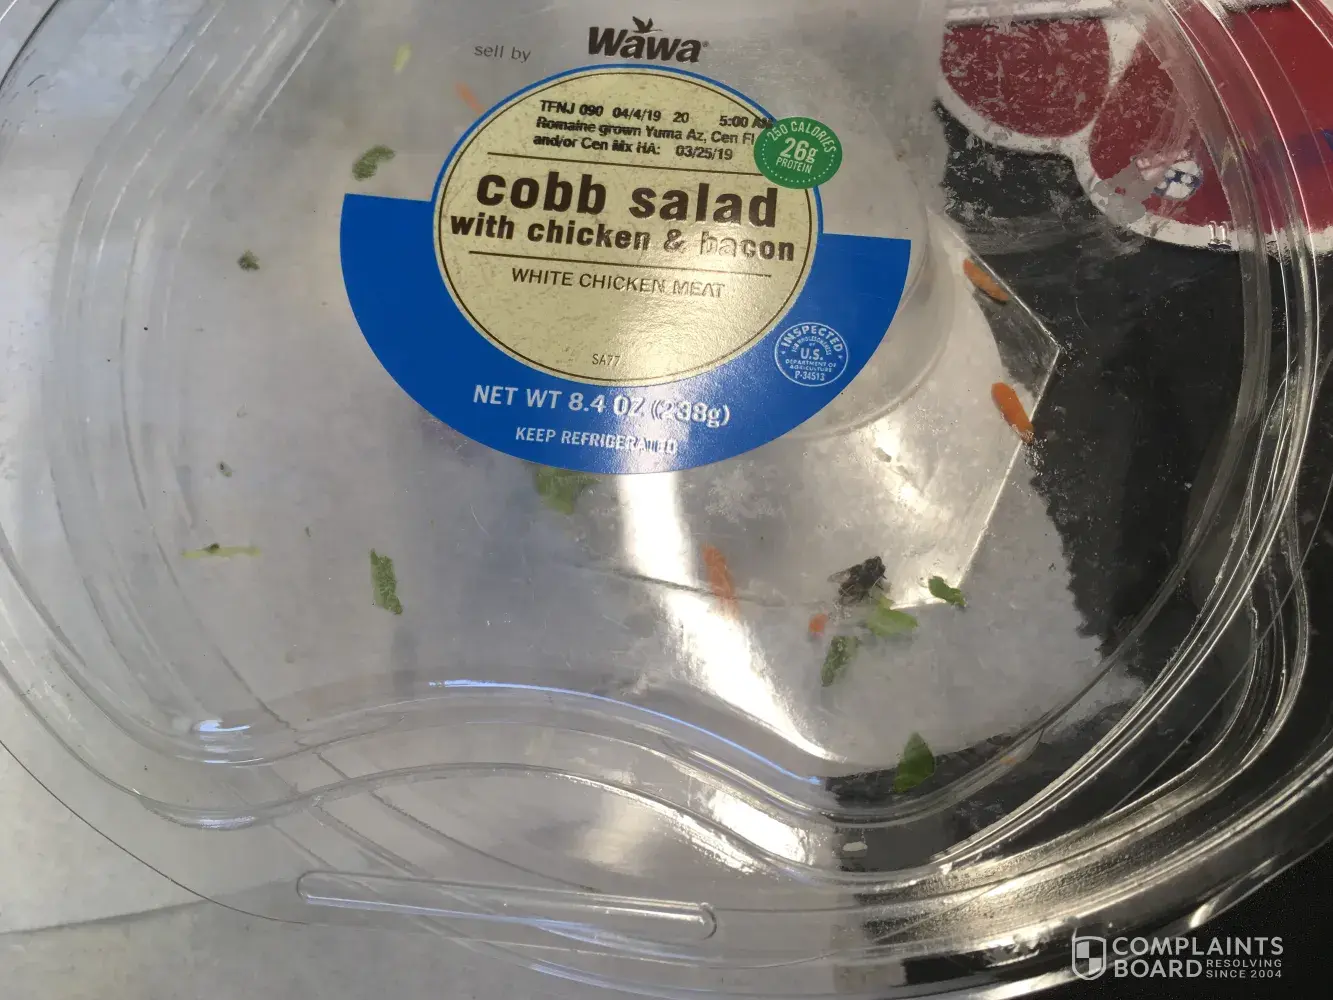 sell by
Wawa
TFNJ 090 04/4/19 20 5:00 AM
Romaine grown Yuma Az, Cen Fl
and/or Cen Mx HA: 03/25/19
250 CALORIES
26g
PROTEIN
cobb salad
with chicken & bacon
WHITE CHICKEN MEAT
SA77
INSPECTED
FOR WHOLESOMENESS
BY
U.S.
DEPARTMENT OF
AGRICULTURE
P-34513
NET WT 8.4 OZ (238g)
KEEP REFRIGERATED
COMPLAINTS
BOARD RESOLVING
SINCE 2004